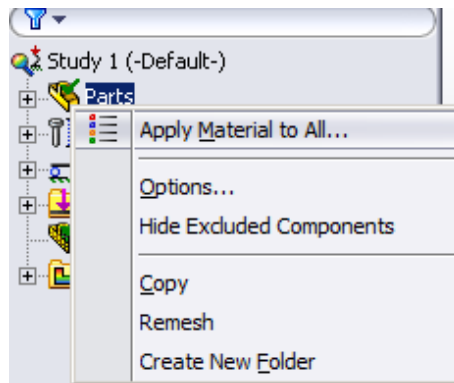 Study 1 (-Default-)
Parts
Apply Material to All...
Options...
Hide Excluded Components
Copy
Remesh
Create New Folder